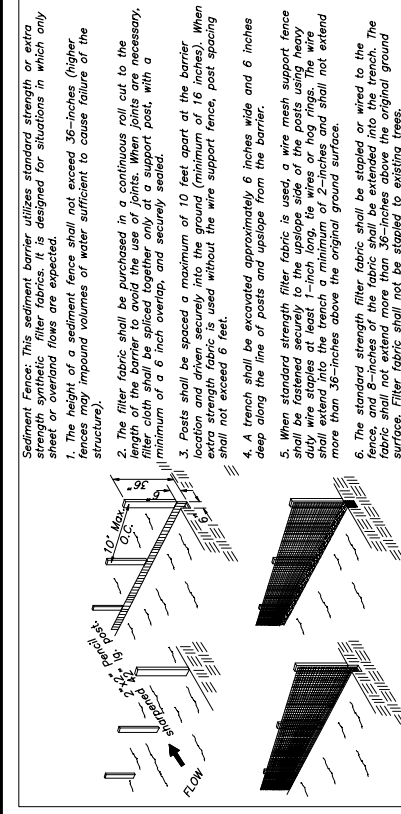 Sediment Fence: This sediment barrier utilizes standard strength or extra
strength synthetic filter fabrics. It is designed for situations in which only
sheet or overland flows are expected.
1. The height of a sediment fence shall not exceed 36-inches (higher
fences may impound volumes of water sufficient to cause failure of the
structure).
2. The filter fabric shall be purchased in a continuous roll cut to the
length of the barrier to avoid the use of joints. When joints are necessary,
filter cloth shall be spliced together only at a support post, with a
minimum of a 6 inch overlap, and securely sealed.
3. Posts shall be spaced a maximum of 10 feet apart at the barrier
location and driven securely into the ground (minimum of 16 inches). When
extra strength fabric is used without the wire support fence, post spacing
shall not exceed 6 feet.
4. A trench shall be excavated approximately 6 inches wide and 6 inches
deep along the line of posts and upslope from the barrier.
5. When standard strength filter fabric is used, a wire mesh support fence
shall be fastened securely to the upslope side of the posts using heavy
duty wire staples at least 1-inch long, tie wires or hog rings. The wire
shall extend into the trench a minimum of 2-inches and shall not extend
more than 36-inches above the original ground surface.
6. The standard strength filter fabric shall be stapled or wired to the
fence, and 8-inches of the fabric shall be extended into the trench. The
fabric shall not extend more than 36-inches above the original ground
surface. Filter fabric shall not be stapled to existing trees.
2"x2" Pencil post.
42" lg.
sharpened
FLOW
10' Max.
O.C.
36"
6"
6"